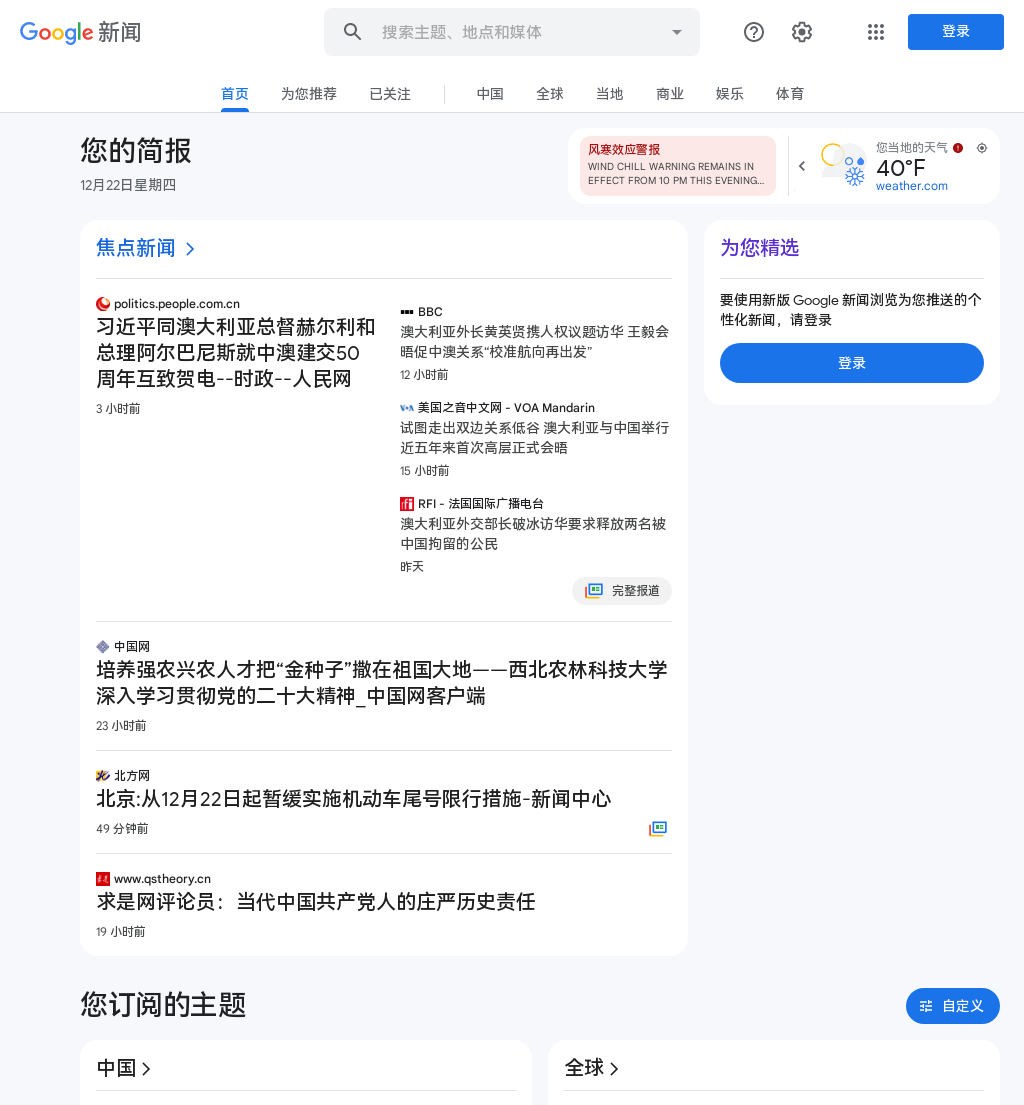 Google 新闻
搜索主题、地点和媒体
登录
首页
为您推荐
已关注
中国
全球
当地
商业
娱乐
体育
您的简报
12月22日星期四
风寒效应警报
WIND CHILL WARNING REMAINS IN
EFFECT FROM 10 PM THIS EVENING...
您当地的天气
40°F
weather.com
焦点新闻
politics.people.com.cn
习近平同澳大利亚总督赫尔利和
总理阿尔巴尼斯就中澳建交50
周年互致贺电--时政--人民网
3 小时前
BBC
澳大利亚外长黄英贤携人权议题访华 王毅会
晤促中澳关系“校准航向再出发”
12 小时前
美国之音中文网 - VOA Mandarin
试图走出双边关系低谷 澳大利亚与中国举行
近五年来首次高层正式会晤
15 小时前
RFI - 法国国际广播电台
澳大利亚外交部长破冰访华要求释放两名被
中国拘留的公民
昨天
完整报道
中国网
培养强农兴农人才把“金种子”撒在祖国大地——西北农林科技大学
深入学习贯彻党的二十大精神_中国网客户端
23 小时前
北方网
北京:从12月22日起暂缓实施机动车尾号限行措施-新闻中心
49 分钟前
www.qstheory.cn
求是网评论员：当代中国共产党人的庄严历史责任
19 小时前
为您精选
要使用新版 Google 新闻浏览为您推送的个
性化新闻，请登录
登录
您订阅的主题
自定义
中国
全球